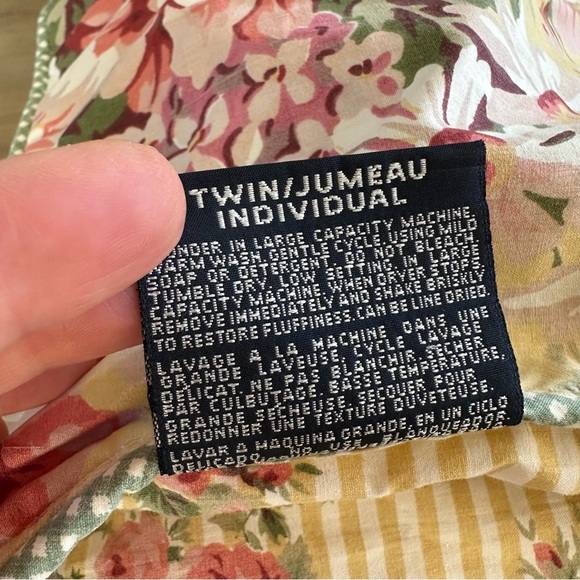 TWIN/JUMEAU
INDIVIDUAL
IN LARGE CAPACITY MACHINE,
WARM WASH, GENTLE CYCLE, USING MILD
SOAP OR DETERGENT. DO NOT BLEACH.
TUMBLE DRY, LOW SETTING IN LARGE
CAPACITY MACHINE. WHEN DRYER STOPS
REMOVE IMMEDIATELY AND SHAKE BRISKLY
TO RESTORE FLUFFINESS. CAN BE LINE DRIED.
LAVAGE A LA MACHINE DANS UNE
GRANDE LAVEUSE, CYCLE LAVAGE
DELICAT. NE PAS BLANCHIR. SECHER
PAR CULBUTAGE BASSE TEMPERATURE,
GRANDE SECHEUSE. SECOUER POUR
REDONNER UNE TEXTURE DUVETEUSE.
LAVAR A MAQUINA GRANDE, EN UN CICLO
DELICADO BLANQUEADOR